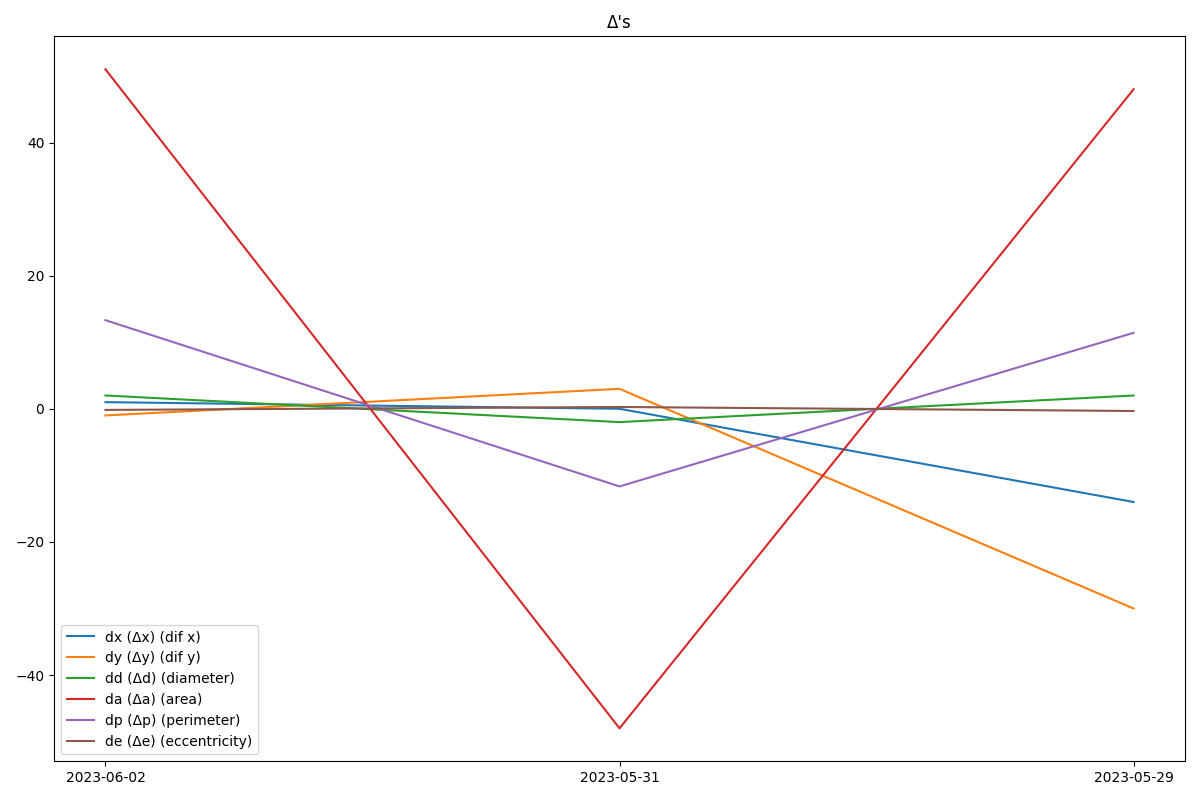 Δ's
40
20
0
−20
−40
dx (Δx) (dif x)
dy (Δy) (dif y)
dd (Δd) (diameter)
da (Δa) (area)
dp (Δp) (perimeter)
de (Δe) (eccentricity)
2023-06-02
2023-05-31
2023-05-29